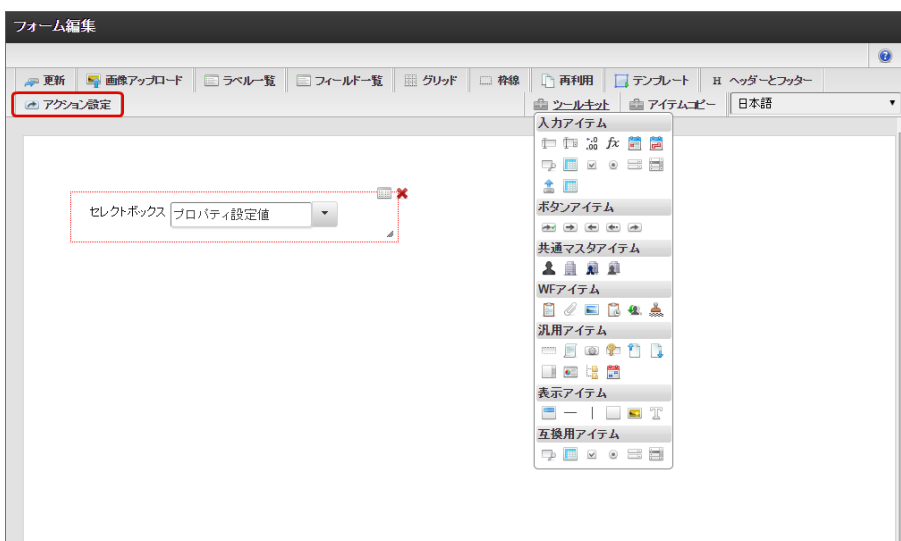 フォーム編集
更新 画像アップロード ラベル一覧 フィールド一覧 グリッド 枠線 再利用 テンプレート H ヘッダーとフッター
アクション設定 ツールキット アイテムコピー 日本語
入力アイテム
fx
ボタンアイテム
共通マスタアイテム
WFアイテム
汎用アイテム
表示アイテム
互換用アイテム
セレクトボックス プロパティ設定値